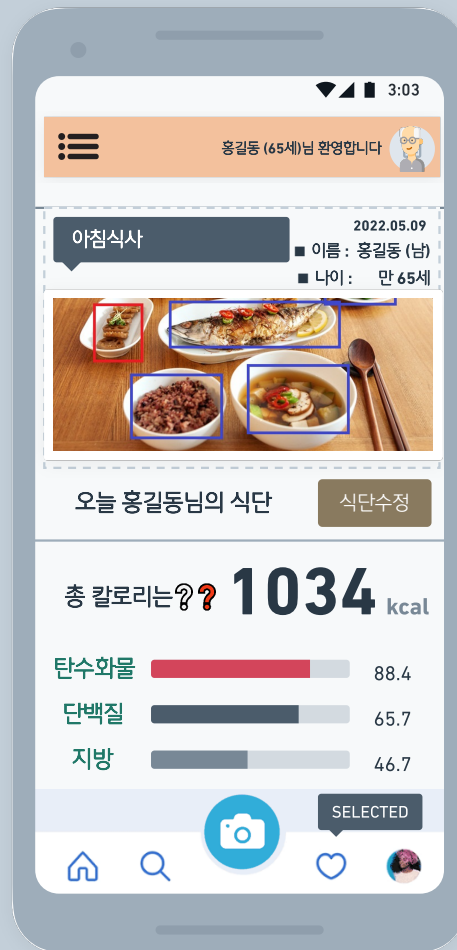 3:03
홍길동 (65세)님 환영합니다
2022.05.09
아침식사
■ 이름 : 홍길동 (남)
■ 나이 : 만 65세
오늘 홍길동님의 식단
식단수정
총 칼로리는?? 1034 kcal
탄수화물 88.4
단백질 65.7
지방 46.7
SELECTED